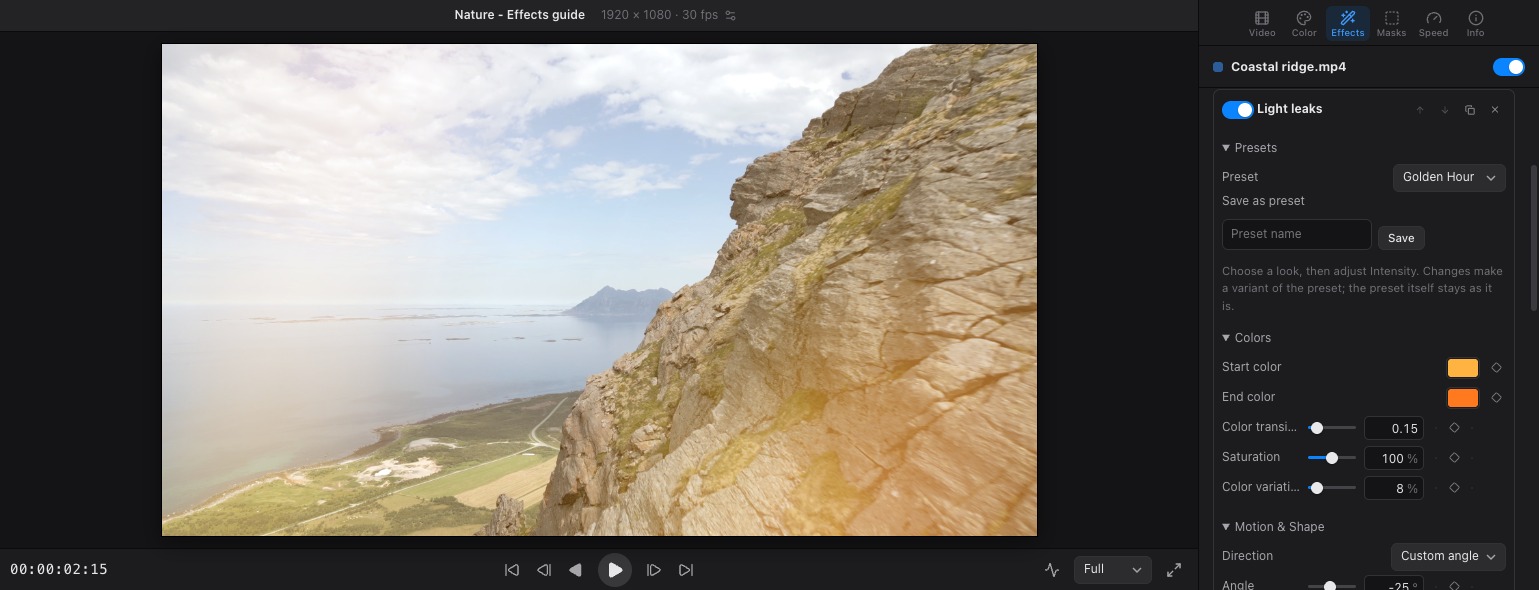 Nature - Effects guide 1920 × 1080 · 30 fps
Video Color Effects Masks Speed Info
Coastal ridge.mp4
Light leaks
Presets
Preset Golden Hour
Save as preset
Preset name Save
Choose a look, then adjust Intensity. Changes make
a variant of the preset; the preset itself stays as it
is.
Colors
Start color
End color
Color transi... 0.15
Saturation 100 %
Color variati... 8 %
Motion & Shape
Direction Custom angle
Angle -25 °
00:00:02:15
Full